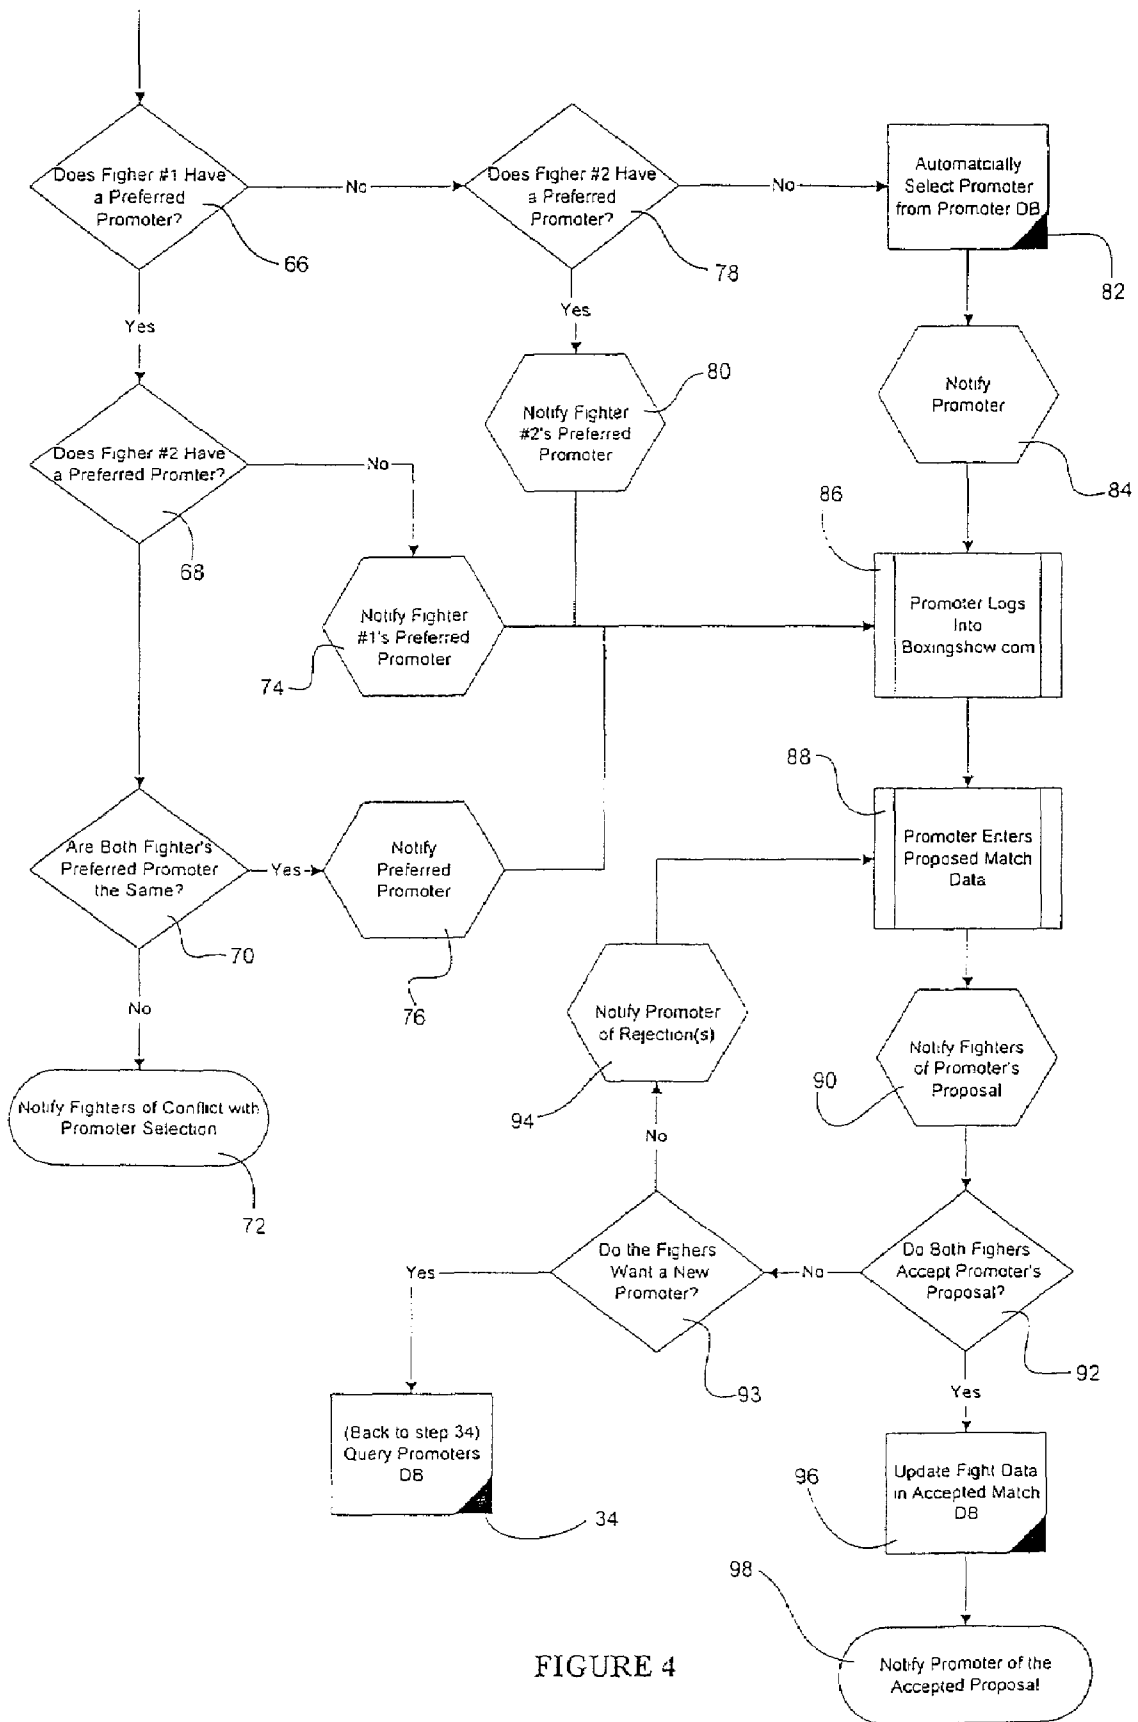 Does Figher #1 Have
a Preferred
Promoter?
66
No
Does Figher #2 Have
a Preferred
Promoter?
78
No
Automatcially
Select Promoter
from Promoter DB
82
Yes
Yes
Notify Fighter
#2's Preferred
Promoter
80
Notify
Promoter
84
Does Figher #2 Have
a Preferred Promter?
68
No
Notify Fighter
#1's Preferred
Promoter
74
86
Promoter Logs
Into
Boxingshow.com
88
Promoter Enters
Proposed Match
Data
Are Both Fighter's
Preferred Promoter
the Same?
70
Yes
Notify
Preferred
Promoter
76
No
Notify Fighters of Conflict with
Promoter Selection
72
Notify Promoter
of Rejection(s)
94
Notify Fighters
of Promoter's
Proposal
90
No
Do the Fighers
Want a New
Promoter?
93
No
Do Both Fighers
Accept Promoter's
Proposal?
92
Yes
Yes
(Back to step 34)
Query Promoters
DB
34
Update Fight Data
in Accepted Match
DB
96
98
Notify Promoter of the
Accepted Proposal
FIGURE 4